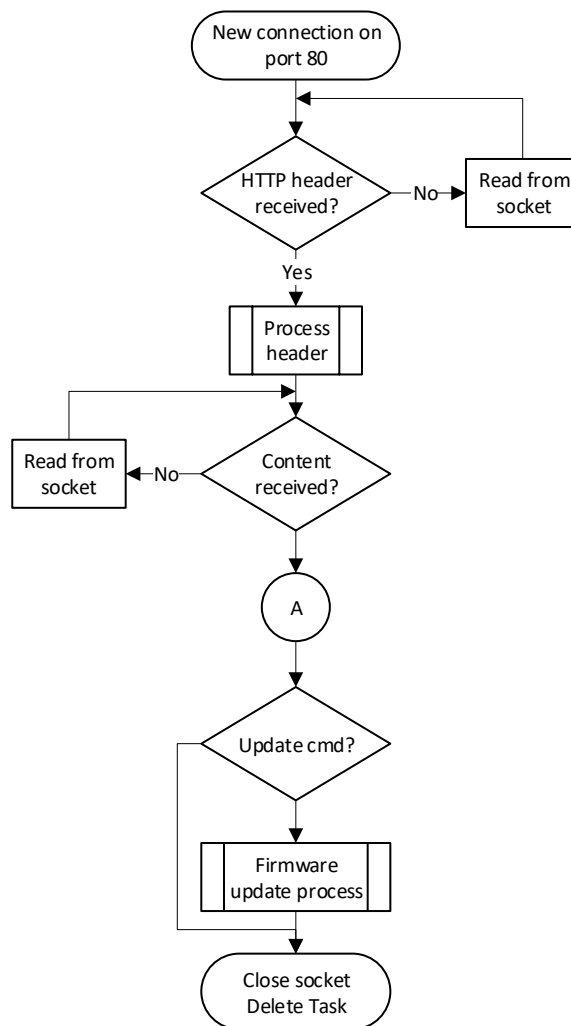 New connection on
port 80
HTTP header
received?
No
Read from
socket
Yes
Process
header
Read from
socket
No
Content
received?
A
Update cmd?
Firmware
update process
Close socket
Delete Task